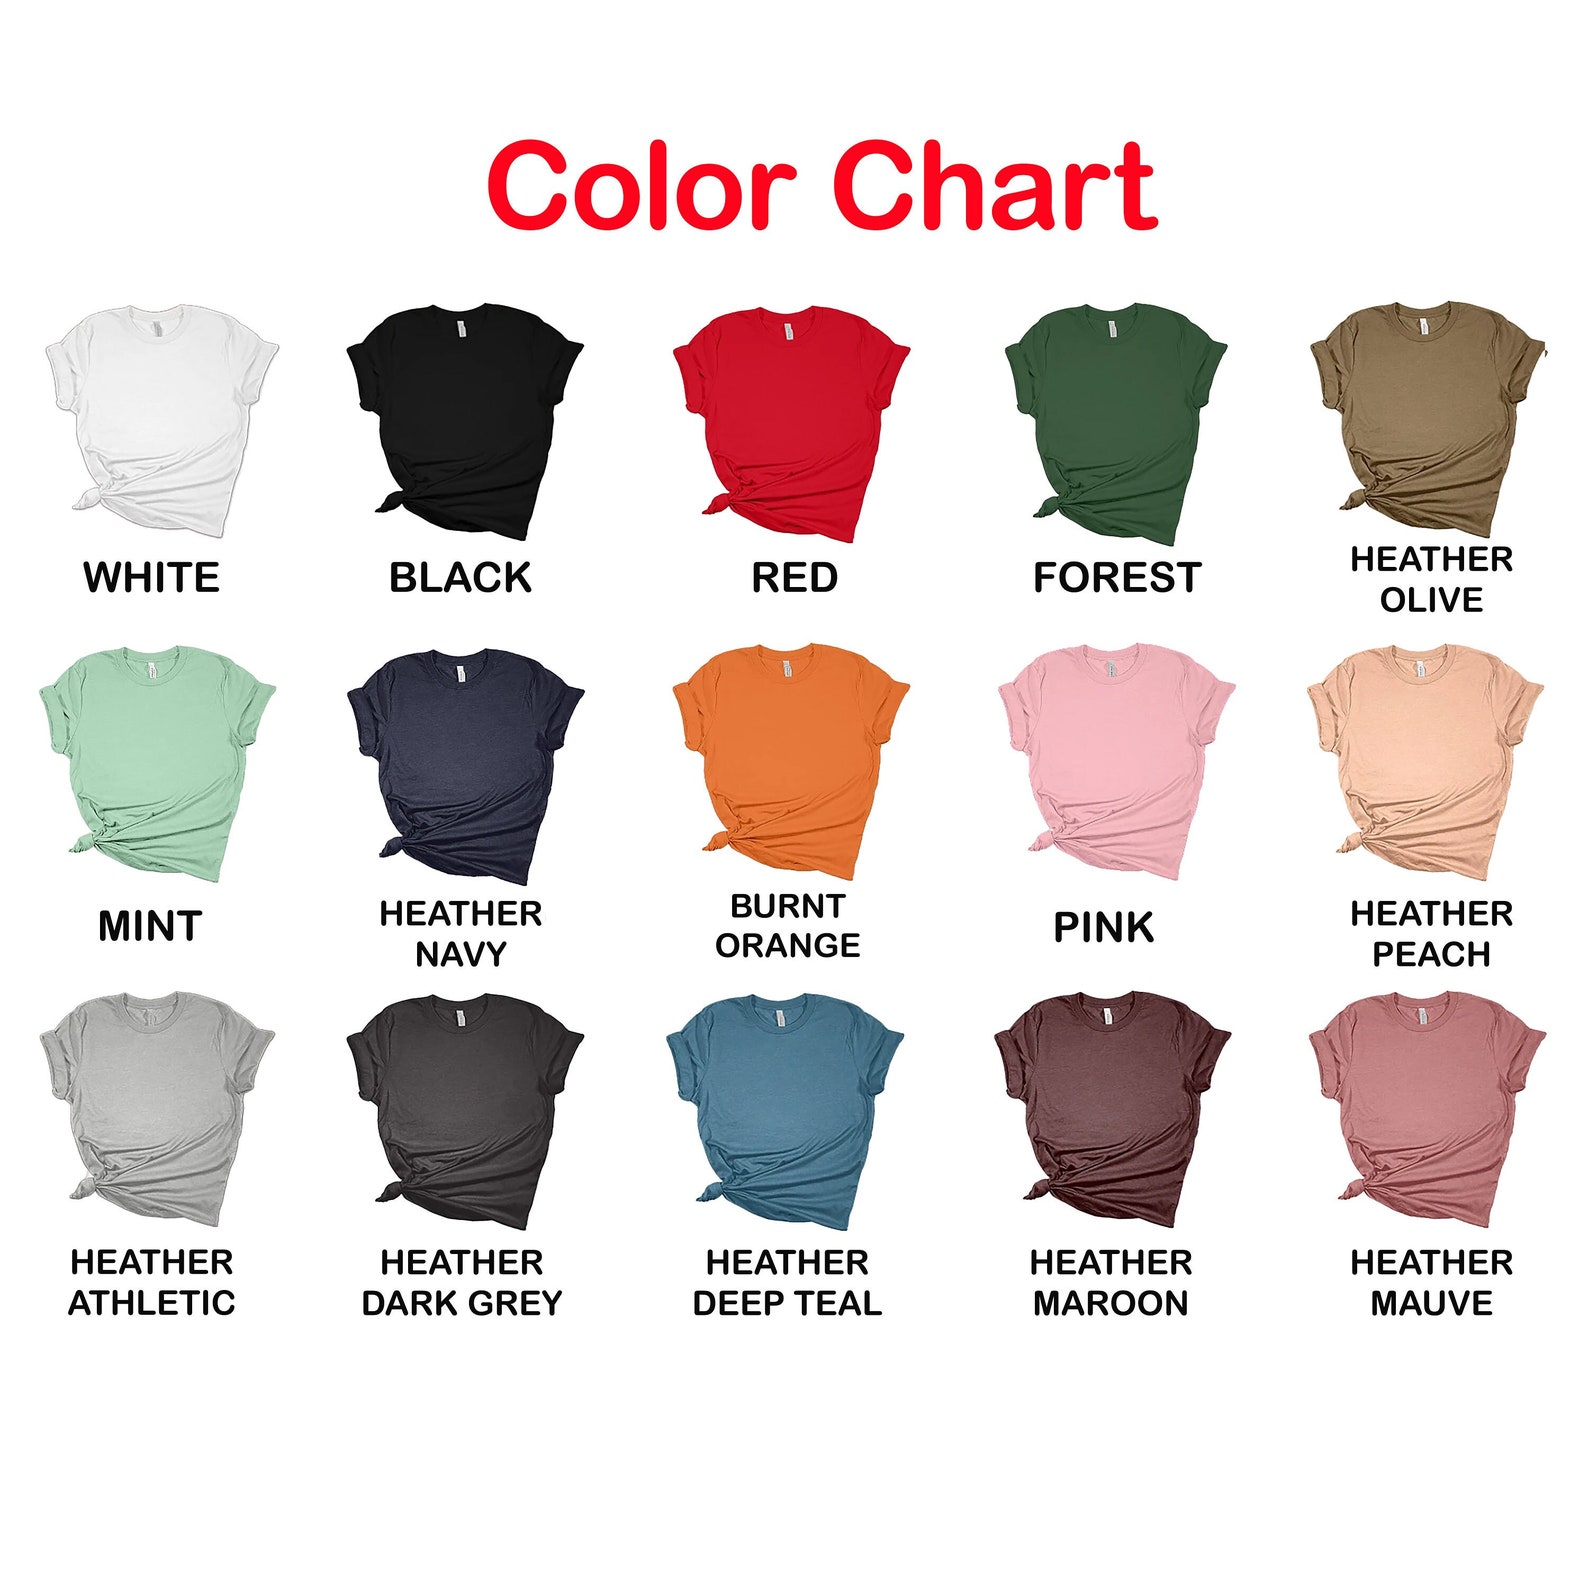 Color Chart
WHITE
BLACK
RED
FOREST
HEATHER
OLIVE
MINT
HEATHER
NAVY
BURNT
ORANGE
PINK
HEATHER
PEACH
HEATHER
ATHLETIC
HEATHER
DARK GREY
HEATHER
DEEP TEAL
HEATHER
MAROON
HEATHER
MAUVE